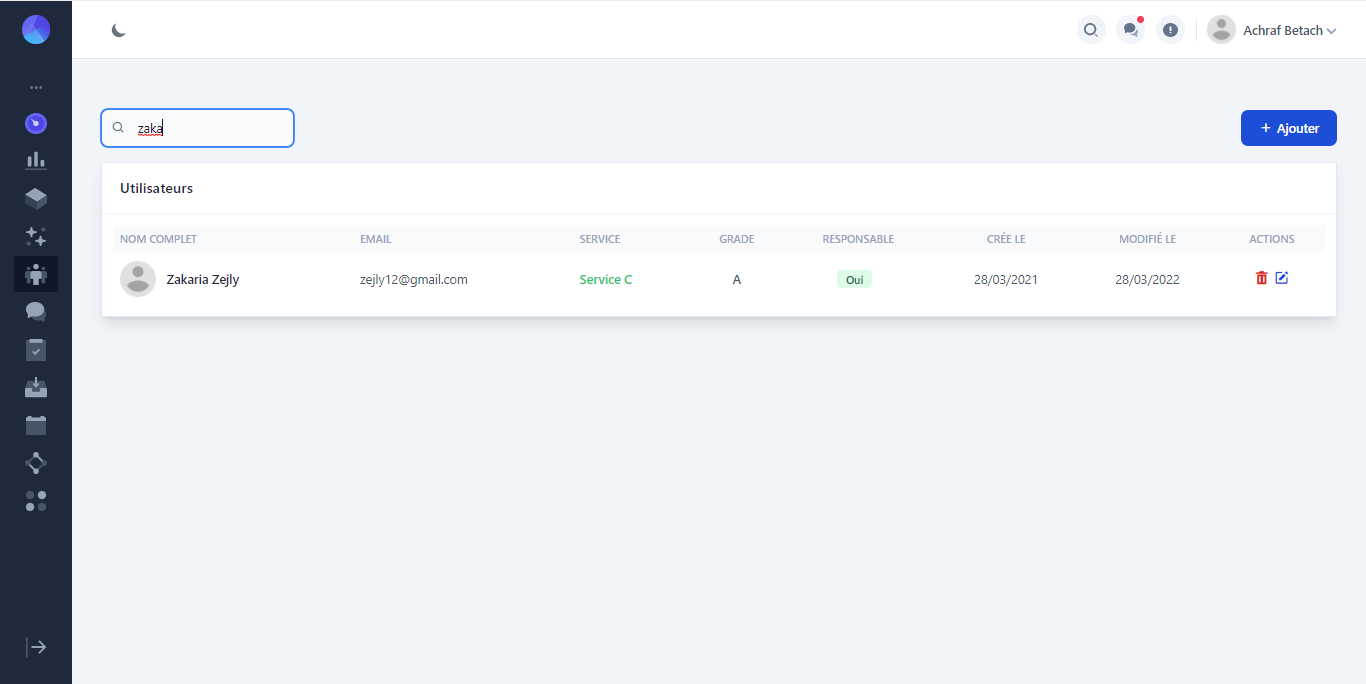 Achraf Betach
zaka
+ Ajouter
Utilisateurs
NOM COMPLET EMAIL SERVICE GRADE RESPONSABLE CRÉE LE MODIFIÉ LE ACTIONS
Zakaria Zejly zejly12@gmail.com Service C A Oui 28/03/2021 28/03/2022